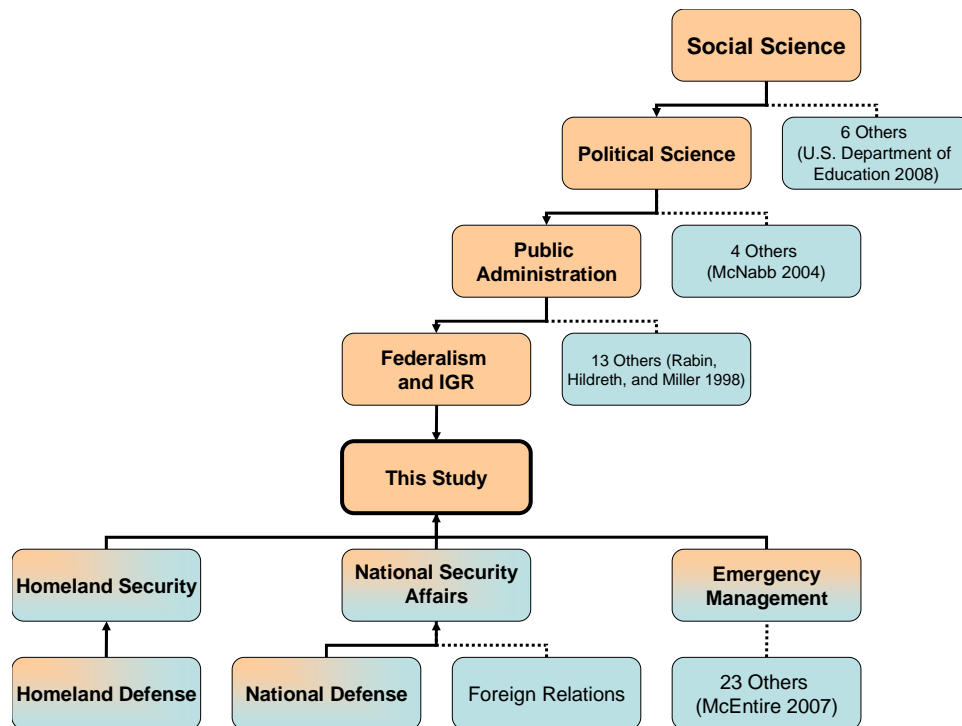 Social Science
Political Science
6 Others
(U.S. Department of
Education 2008)
Public
Administration
4 Others
(McNabb 2004)
Federalism
and IGR
13 Others (Rabin,
Hildreth, and Miller 1998)
This Study
Homeland Security
National Security
Affairs
Emergency
Management
Homeland Defense
National Defense
Foreign Relations
23 Others
(McEntire 2007)